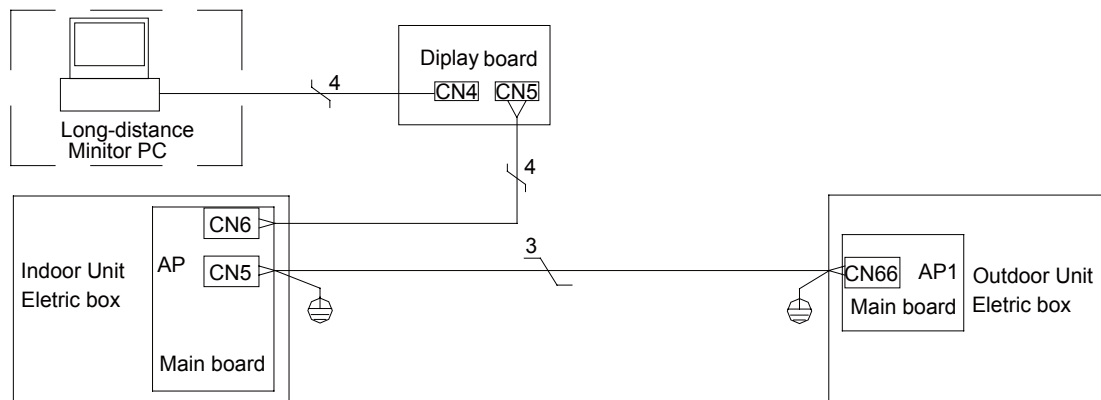 4
Diplay board
CN4 CN5
Long-distance
Minitor PC
4
CN6
AP
CN5
Indoor Unit
Eletric box
Main board
3
CN66
AP1
Main board
Outdoor Unit
Eletric box